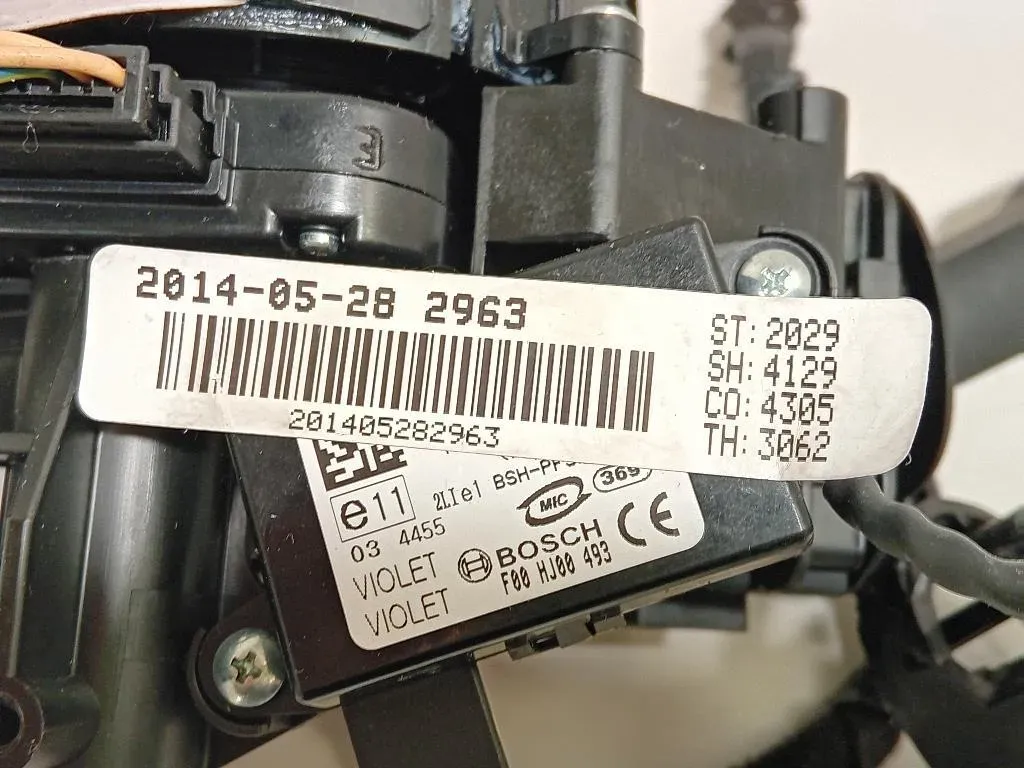 E
2014-05-28 2963
201405282963
ST: 2029
SH: 4129
CO: 4305
TH: 3062
e11 2LIe1
369
MIC
03 4455
BOSCH
CE
F00 HJ00 493
VIOLET
VIOLET